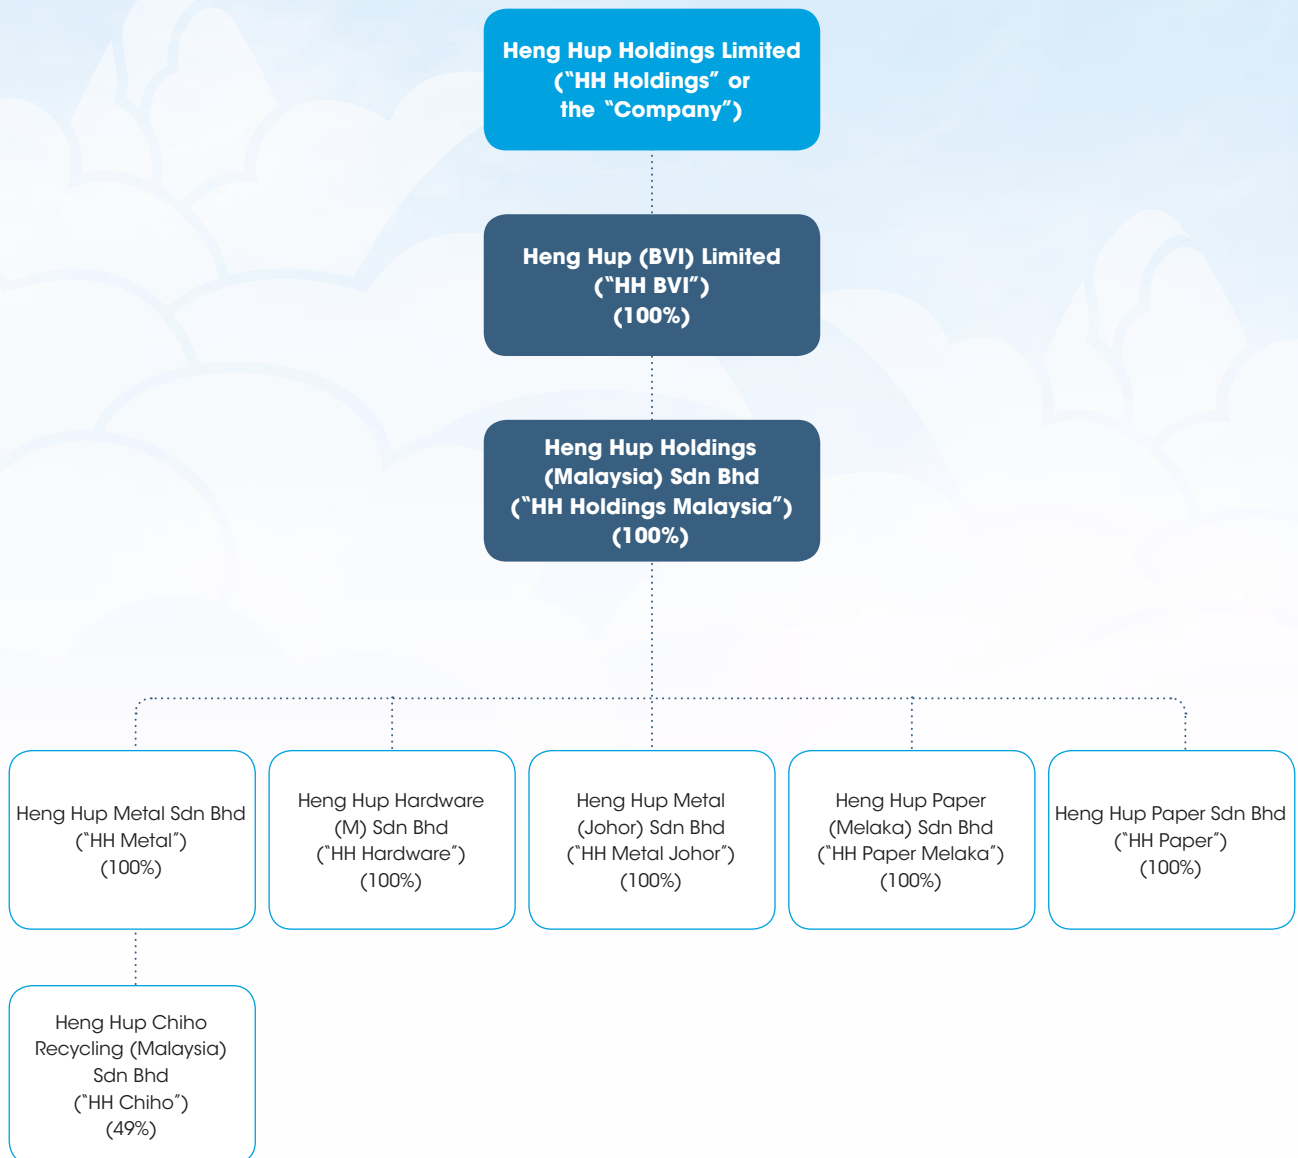 Heng Hup Holdings Limited
(“HH Holdings” or
the “Company”)
Heng Hup (BVI) Limited
(“HH BVI”)
(100%)
Heng Hup Holdings
(Malaysia) Sdn Bhd
(“HH Holdings Malaysia”)
(100%)
Heng Hup Metal Sdn Bhd
(“HH Metal”)
(100%)
Heng Hup Hardware
(M) Sdn Bhd
(“HH Hardware”)
(100%)
Heng Hup Metal
(Johor) Sdn Bhd
(“HH Metal Johor”)
(100%)
Heng Hup Paper
(Melaka) Sdn Bhd
(“HH Paper Melaka”)
(100%)
Heng Hup Paper Sdn Bhd
(“HH Paper”)
(100%)
Heng Hup Chiho
Recycling (Malaysia)
Sdn Bhd
(“HH Chiho”)
(49%)